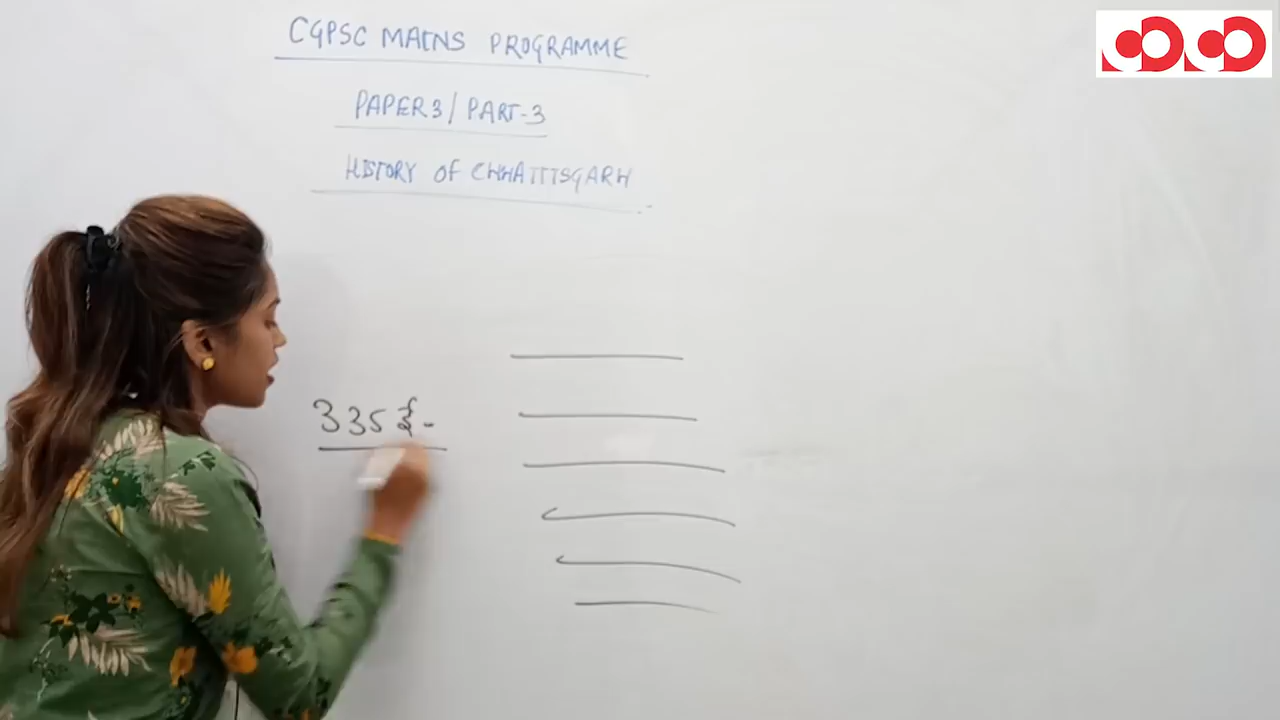 CGPSC MAINS PROGRAMME
PAPER 3 / PART-3
HISTORY OF CHHATTISGARH
335 ई-